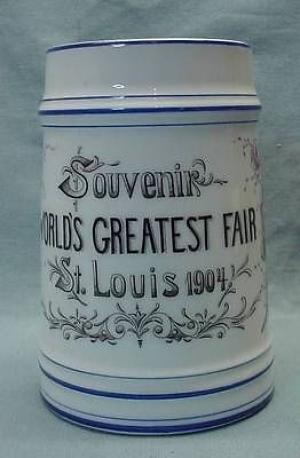 Souvenir
WORLD'S GREATEST FAIR
St. Louis 1904